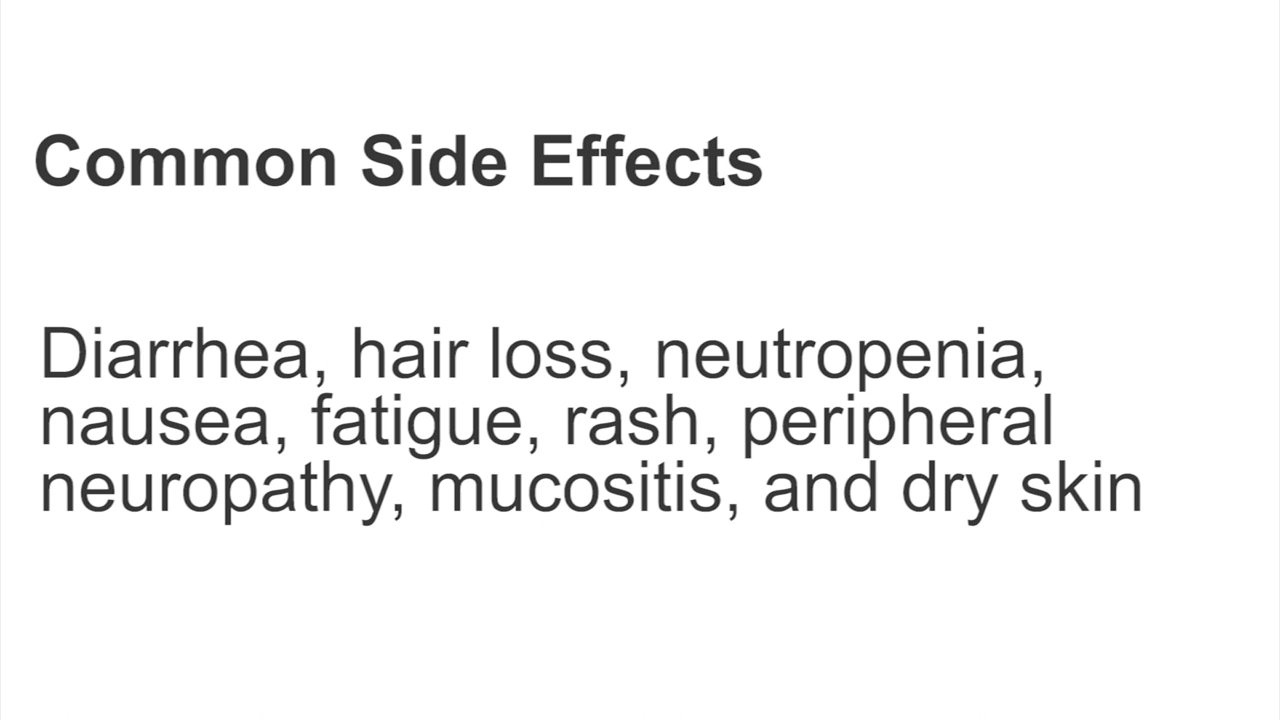 Common Side Effects
Diarrhea, hair loss, neutropenia,
nausea, fatigue, rash, peripheral
neuropathy, mucositis, and dry skin